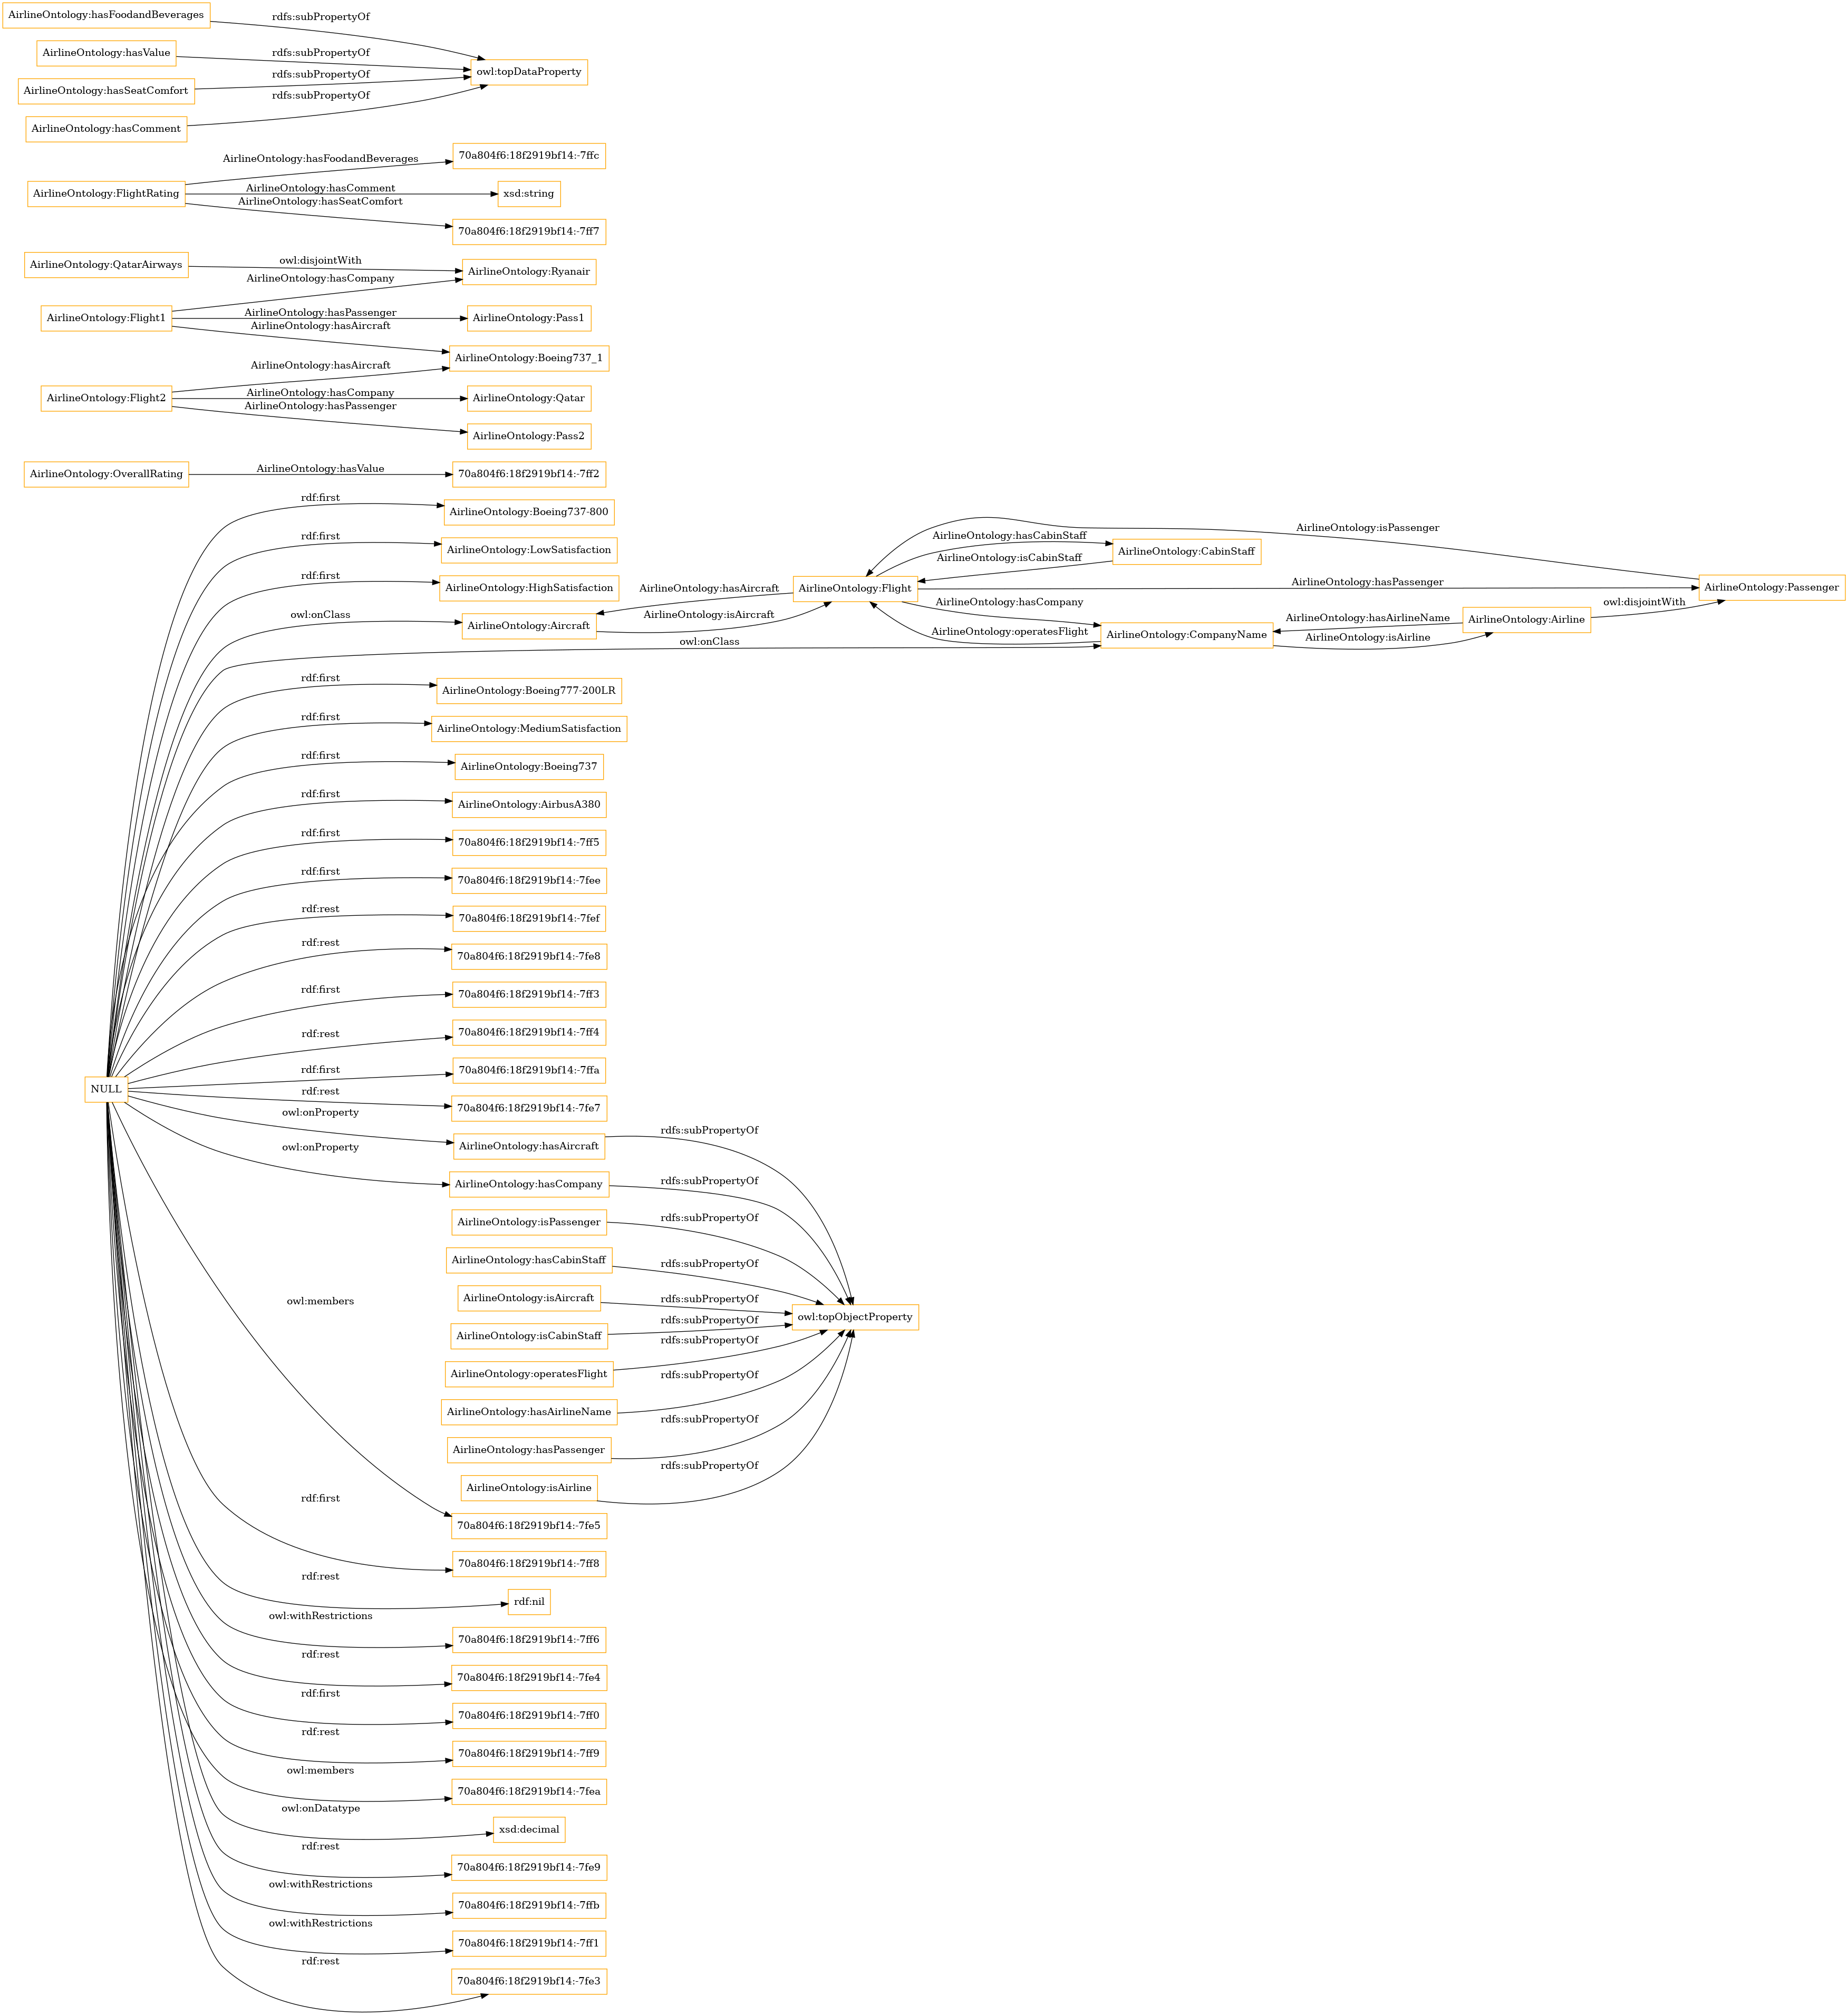 AirlineOntology:hasFoodandBeverages
rdfs:subPropertyOf
AirlineOntology:hasValue
rdfs:subPropertyOf
owl:topDataProperty
AirlineOntology:hasSeatComfort
rdfs:subPropertyOf
AirlineOntology:hasComment
rdfs:subPropertyOf
AirlineOntology:FlightRating
AirlineOntology:hasFoodandBeverages
70a804f6:18f2919bf14:-7ffc
AirlineOntology:hasComment
xsd:string
AirlineOntology:hasSeatComfort
70a804f6:18f2919bf14:-7ff7
AirlineOntology:QatarAirways
owl:disjointWith
AirlineOntology:Ryanair
AirlineOntology:hasCompany
AirlineOntology:Flight1
AirlineOntology:hasPassenger
AirlineOntology:Pass1
AirlineOntology:hasAircraft
AirlineOntology:Boeing737_1
AirlineOntology:hasAircraft
AirlineOntology:Flight2
AirlineOntology:hasCompany
AirlineOntology:Qatar
AirlineOntology:hasPassenger
AirlineOntology:Pass2
AirlineOntology:OverallRating
AirlineOntology:hasValue
70a804f6:18f2919bf14:-7ff2
rdf:first
AirlineOntology:Boeing737-800
rdf:first
AirlineOntology:LowSatisfaction
rdf:first
AirlineOntology:HighSatisfaction
owl:onClass
AirlineOntology:Aircraft
AirlineOntology:hasAircraft
AirlineOntology:isAircraft
AirlineOntology:Flight
AirlineOntology:hasCabinStaff
AirlineOntology:isCabinStaff
AirlineOntology:CabinStaff
AirlineOntology:isPassenger
AirlineOntology:hasPassenger
AirlineOntology:Passenger
AirlineOntology:hasCompany
AirlineOntology:operatesFlight
AirlineOntology:CompanyName
AirlineOntology:hasAirlineName
AirlineOntology:isAirline
AirlineOntology:Airline
owl:disjointWith
owl:onClass
rdf:first
AirlineOntology:Boeing777-200LR
rdf:first
AirlineOntology:MediumSatisfaction
rdf:first
AirlineOntology:Boeing737
rdf:first
AirlineOntology:AirbusA380
rdf:first
70a804f6:18f2919bf14:-7ff5
rdf:first
70a804f6:18f2919bf14:-7fee
rdf:rest
70a804f6:18f2919bf14:-7fef
rdf:rest
70a804f6:18f2919bf14:-7fe8
rdf:first
70a804f6:18f2919bf14:-7ff3
rdf:rest
70a804f6:18f2919bf14:-7ff4
NULL
rdf:first
70a804f6:18f2919bf14:-7ffa
rdf:rest
70a804f6:18f2919bf14:-7fe7
owl:onProperty
AirlineOntology:hasAircraft
rdfs:subPropertyOf
owl:onProperty
AirlineOntology:hasCompany
rdfs:subPropertyOf
AirlineOntology:isPassenger
rdfs:subPropertyOf
AirlineOntology:hasCabinStaff
rdfs:subPropertyOf
AirlineOntology:isAircraft
rdfs:subPropertyOf
owl:topObjectProperty
AirlineOntology:isCabinStaff
rdfs:subPropertyOf
AirlineOntology:operatesFlight
rdfs:subPropertyOf
AirlineOntology:hasAirlineName
rdfs:subPropertyOf
AirlineOntology:hasPassenger
rdfs:subPropertyOf
AirlineOntology:isAirline
rdfs:subPropertyOf
owl:members
70a804f6:18f2919bf14:-7fe5
rdf:first
70a804f6:18f2919bf14:-7ff8
rdf:rest
rdf:nil
owl:withRestrictions
70a804f6:18f2919bf14:-7ff6
rdf:rest
70a804f6:18f2919bf14:-7fe4
rdf:first
70a804f6:18f2919bf14:-7ff0
rdf:rest
70a804f6:18f2919bf14:-7ff9
owl:members
70a804f6:18f2919bf14:-7fea
owl:onDatatype
xsd:decimal
rdf:rest
70a804f6:18f2919bf14:-7fe9
owl:withRestrictions
70a804f6:18f2919bf14:-7ffb
owl:withRestrictions
70a804f6:18f2919bf14:-7ff1
rdf:rest
70a804f6:18f2919bf14:-7fe3